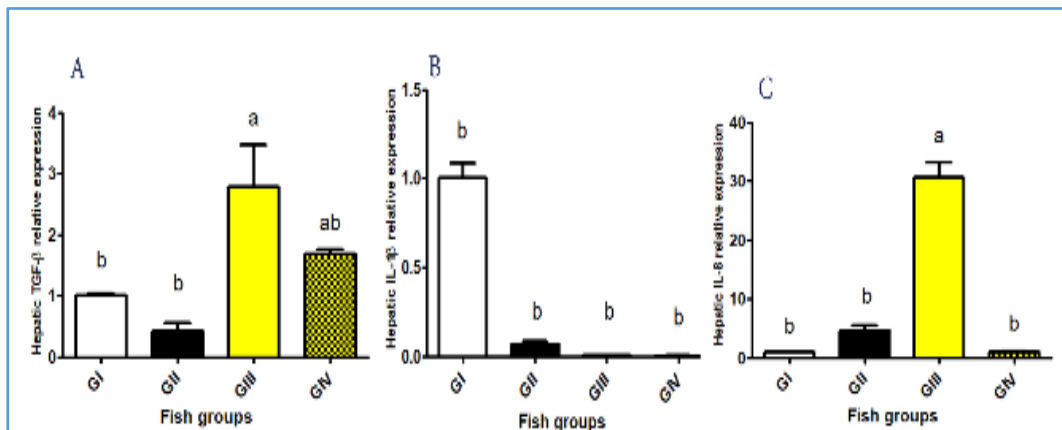 A
Hepatic TGF-β relative expression
4
3
2
1
0
b
b
a
ab
GI
GII
GIII
GIV
Fish groups
B
Hepatic IL-1β relative expression
1.5
1.0
0.5
0.0
b
b
b
b
GI
GII
GIII
GIV
Fish groups
C
Hepatic IL-8 relative expression
40
30
20
10
0
b
b
a
b
GI
GII
GIII
GIV
Fish groups